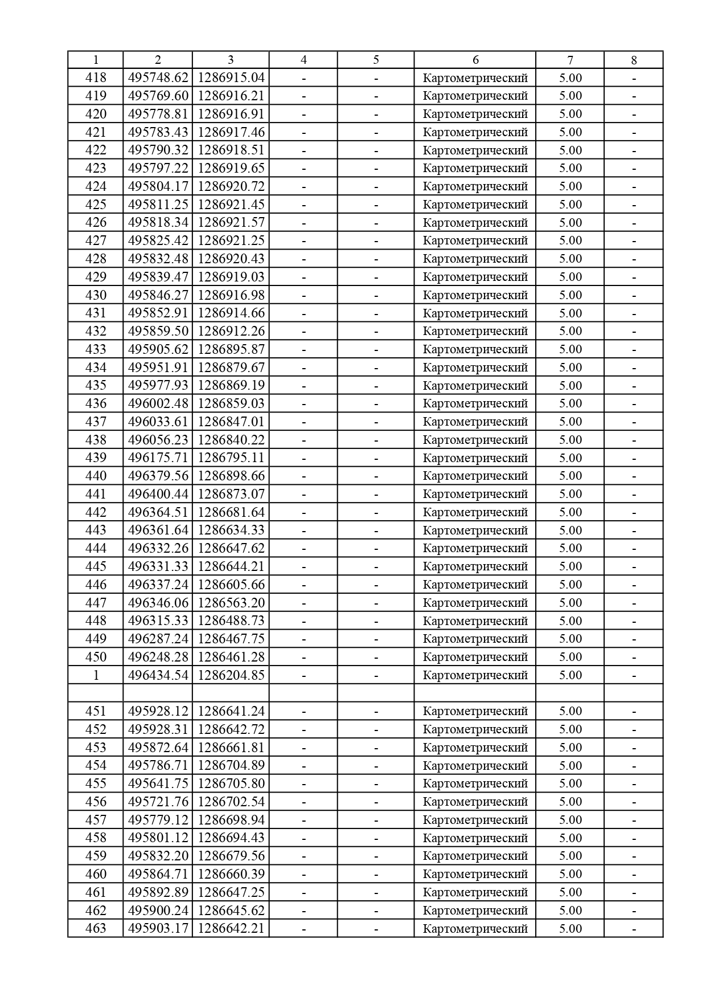 1 2 3 4 5 6 7 8
418 495748.62 1286915.04 - - Картометрический 5.00 -
419 495769.60 1286916.21 - - Картометрический 5.00 -
420 495778.81 1286916.91 - - Картометрический 5.00 -
421 495783.43 1286917.46 - - Картометрический 5.00 -
422 495790.32 1286918.51 - - Картометрический 5.00 -
423 495797.22 1286919.65 - - Картометрический 5.00 -
424 495804.17 1286920.72 - - Картометрический 5.00 -
425 495811.25 1286921.45 - - Картометрический 5.00 -
426 495818.34 1286921.57 - - Картометрический 5.00 -
427 495825.42 1286921.25 - - Картометрический 5.00 -
428 495832.48 1286920.43 - - Картометрический 5.00 -
429 495839.47 1286919.03 - - Картометрический 5.00 -
430 495846.27 1286916.98 - - Картометрический 5.00 -
431 495852.91 1286914.66 - - Картометрический 5.00 -
432 495859.50 1286912.26 - - Картометрический 5.00 -
433 495905.62 1286895.87 - - Картометрический 5.00 -
434 495951.91 1286879.67 - - Картометрический 5.00 -
435 495977.93 1286869.19 - - Картометрический 5.00 -
436 496002.48 1286859.03 - - Картометрический 5.00 -
437 496033.61 1286847.01 - - Картометрический 5.00 -
438 496056.23 1286840.22 - - Картометрический 5.00 -
439 496175.71 1286795.11 - - Картометрический 5.00 -
440 496379.56 1286898.66 - - Картометрический 5.00 -
441 496400.44 1286873.07 - - Картометрический 5.00 -
442 496364.51 1286681.64 - - Картометрический 5.00 -
443 496361.64 1286634.33 - - Картометрический 5.00 -
444 496332.26 1286647.62 - - Картометрический 5.00 -
445 496331.33 1286644.21 - - Картометрический 5.00 -
446 496337.24 1286605.66 - - Картометрический 5.00 -
447 496346.06 1286563.20 - - Картометрический 5.00 -
448 496315.33 1286488.73 - - Картометрический 5.00 -
449 496287.24 1286467.75 - - Картометрический 5.00 -
450 496248.28 1286461.28 - - Картометрический 5.00 -
1 496434.54 1286204.85 - - Картометрический 5.00 -
451 495928.12 1286641.24 - - Картометрический 5.00 -
452 495928.31 1286642.72 - - Картометрический 5.00 -
453 495872.64 1286661.81 - - Картометрический 5.00 -
454 495786.71 1286704.89 - - Картометрический 5.00 -
455 495641.75 1286705.80 - - Картометрический 5.00 -
456 495721.76 1286702.54 - - Картометрический 5.00 -
457 495779.12 1286698.94 - - Картометрический 5.00 -
458 495801.12 1286694.43 - - Картометрический 5.00 -
459 495832.20 1286679.56 - - Картометрический 5.00 -
460 495864.71 1286660.39 - - Картометрический 5.00 -
461 495892.89 1286647.25 - - Картометрический 5.00 -
462 495900.24 1286645.62 - - Картометрический 5.00 -
463 495903.17 1286642.21 - - Картометрический 5.00 -